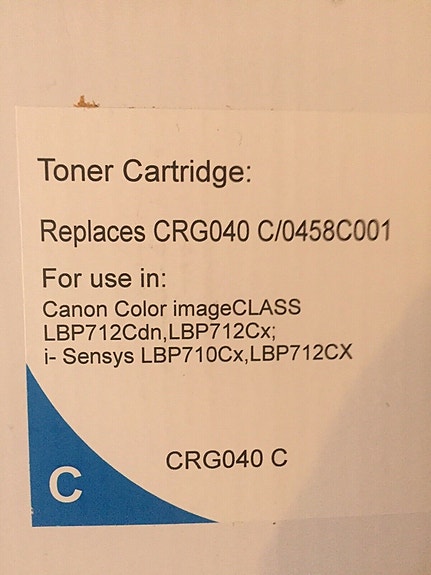 Toner Cartridge:
Replaces CRG040 C/0458C001
For use in:
Canon Color imageCLASS
LBP712Cdn,LBP712Cx;
i- Sensys LBP710Cx,LBP712CX
CRG040 C
C